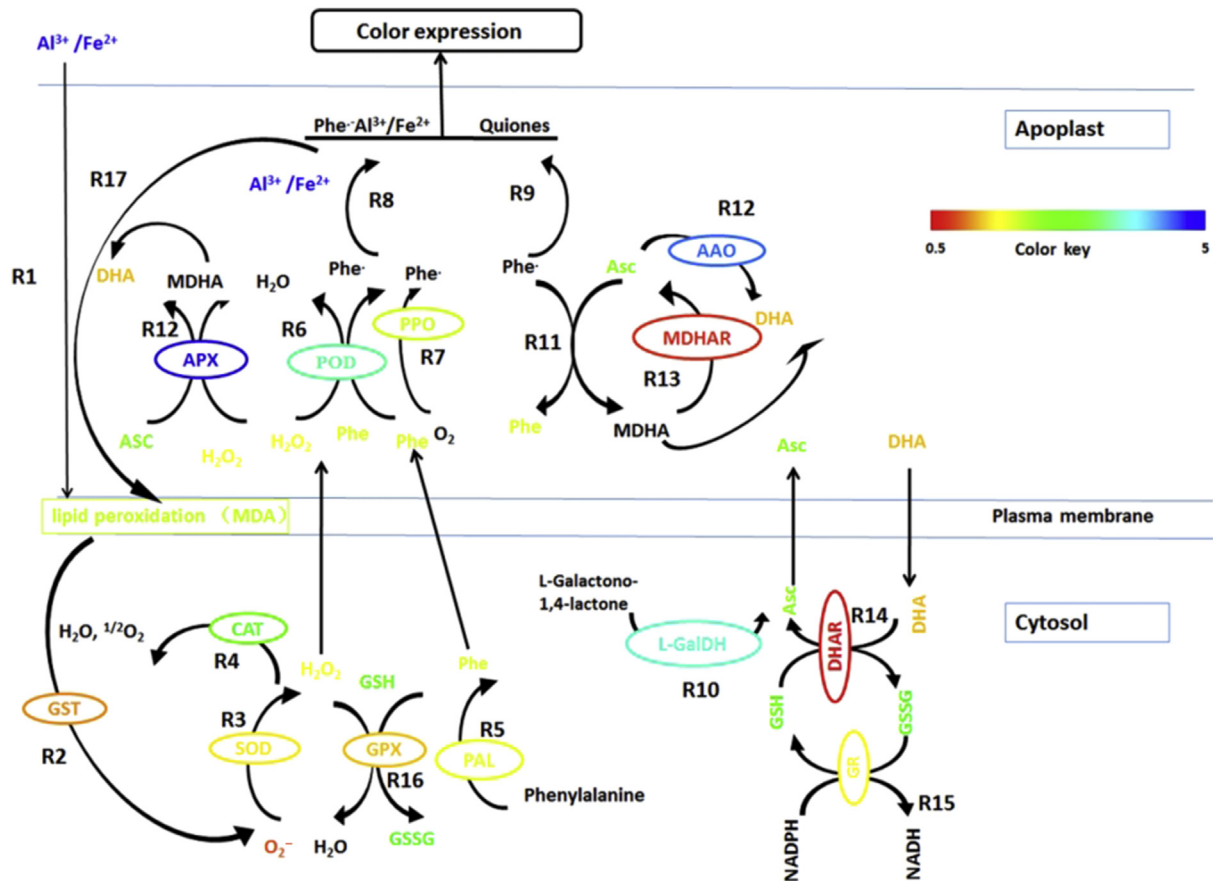 Color expression
Al³⁺ /Fe²⁺
Phe·-Al³⁺/Fe²⁺
Quiones
Apoplast
R17
Al³⁺ /Fe²⁺
R8
R9
R12
0.5
Color key
5
R1
DHA
MDHA
H₂O
Phe·
Phe·
Phe·
Asc
AAO
DHA
R12
APX
R6
POD
PPO
R7
R11
MDHAR
R13
ASC
H₂O₂
H₂O₂
Phe
Phe
O₂
Phe
MDHA
Asc
DHA
lipid peroxidation （MDA）
Plasma membrane
L-Galactono-
1,4-lactone
H₂O, ¹/²O₂
CAT
R4
H₂O₂
GSH
Phe
L-GalDH
R10
Asc
DHAR
R14
DHA
Cytosol
GST
R2
R3
SOD
GPX
R16
R5
PAL
Phenylalanine
GSH
GSSG
GR
R15
O₂⁻
H₂O
GSSG
NADPH
NADH